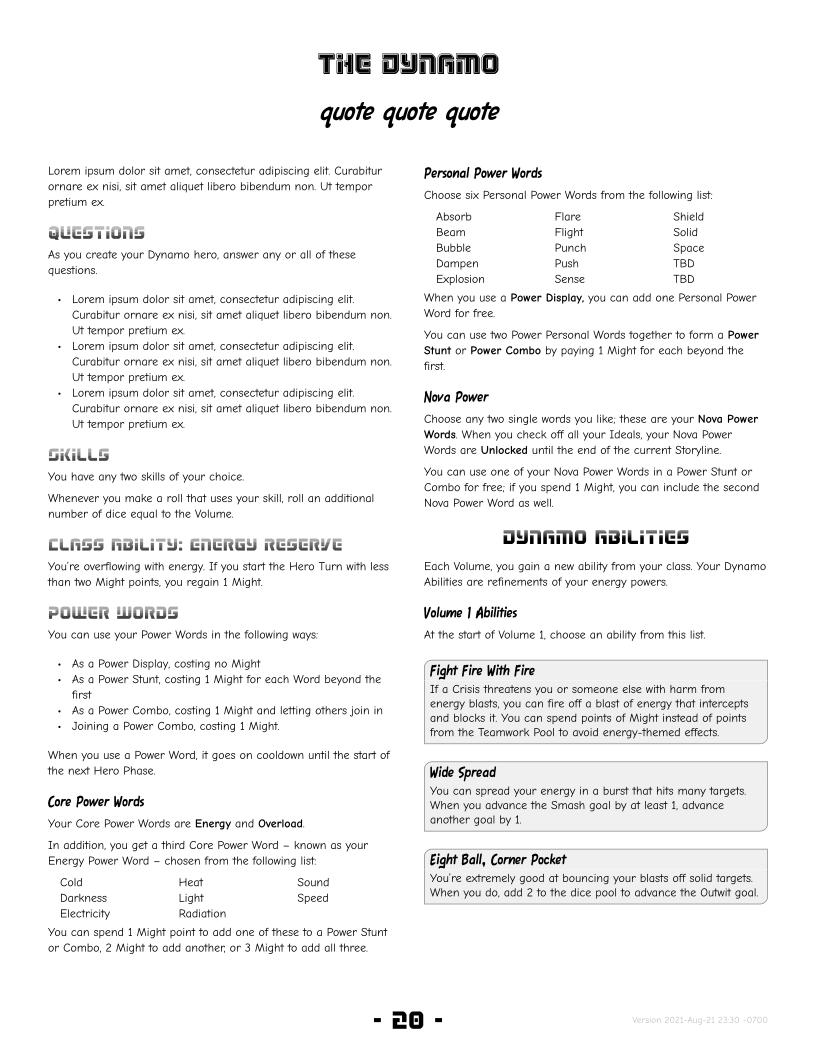 THE DYNAMO
quote quote quote
Lorem ipsum dolor sit amet, consectetur adipiscing elit. Curabitur
ornare ex nisi, sit amet aliquet libero bibendum non. Ut tempor
pretium ex.
QUESTIONS
As you create your Dynamo hero, answer any or all of these
questions.
• Lorem ipsum dolor sit amet, consectetur adipiscing elit.
Curabitur ornare ex nisi, sit amet aliquet libero bibendum non.
Ut tempor pretium ex.
• Lorem ipsum dolor sit amet, consectetur adipiscing elit.
Curabitur ornare ex nisi, sit amet aliquet libero bibendum non.
Ut tempor pretium ex.
• Lorem ipsum dolor sit amet, consectetur adipiscing elit.
Curabitur ornare ex nisi, sit amet aliquet libero bibendum non.
Ut tempor pretium ex.
SKILLS
You have any two skills of your choice.
Whenever you make a roll that uses your skill, roll an additional
number of dice equal to the Volume.
CLASS ABILITY: ENERGY RESERVE
You're overflowing with energy. If you start the Hero Turn with less
than two Might points, you regain 1 Might.
POWER WORDS
You can use your Power Words in the following ways:
• As a Power Display, costing no Might
• As a Power Stunt, costing 1 Might for each Word beyond the
first
• As a Power Combo, costing 1 Might and letting others join in
• Joining a Power Combo, costing 1 Might.
When you use a Power Word, it goes on cooldown until the start of
the next Hero Phase.
Core Power Words
Your Core Power Words are Energy and Overload.
In addition, you get a third Core Power Word – known as your
Energy Power Word – chosen from the following list:
Cold Heat Sound
Darkness Light Speed
Electricity Radiation
You can spend 1 Might point to add one of these to a Power Stunt
or Combo, 2 Might to add another, or 3 Might to add all three.
Personal Power Words
Choose six Personal Power Words from the following list:
Absorb Flare Shield
Beam Flight Solid
Bubble Punch Space
Dampen Push TBD
Explosion Sense TBD
When you use a Power Display, you can add one Personal Power
Word for free.
You can use two Power Personal Words together to form a Power
Stunt or Power Combo by paying 1 Might for each beyond the
first.
Nova Power
Choose any two single words you like; these are your Nova Power
Words. When you check off all your Ideals, your Nova Power
Words are Unlocked until the end of the current Storyline.
You can use one of your Nova Power Words in a Power Stunt or
Combo for free; if you spend 1 Might, you can include the second
Nova Power Word as well.
DYNAMO ABILITIES
Each Volume, you gain a new ability from your class. Your Dynamo
Abilities are refinements of your energy powers.
Volume 1 Abilities
At the start of Volume 1, choose an ability from this list.
Fight Fire With Fire
If a Crisis threatens you or someone else with harm from
energy blasts, you can fire off a blast of energy that intercepts
and blocks it. You can spend points of Might instead of points
from the Teamwork Pool to avoid energy-themed effects.
Wide Spread
You can spread your energy in a burst that hits many targets.
When you advance the Smash goal by at least 1, advance
another goal by 1.
Eight Ball, Corner Pocket
You're extremely good at bouncing your blasts off solid targets.
When you do, add 2 to the dice pool to advance the Outwit goal.
- 20 -
Version 2021-Aug-21 23:30 -0700